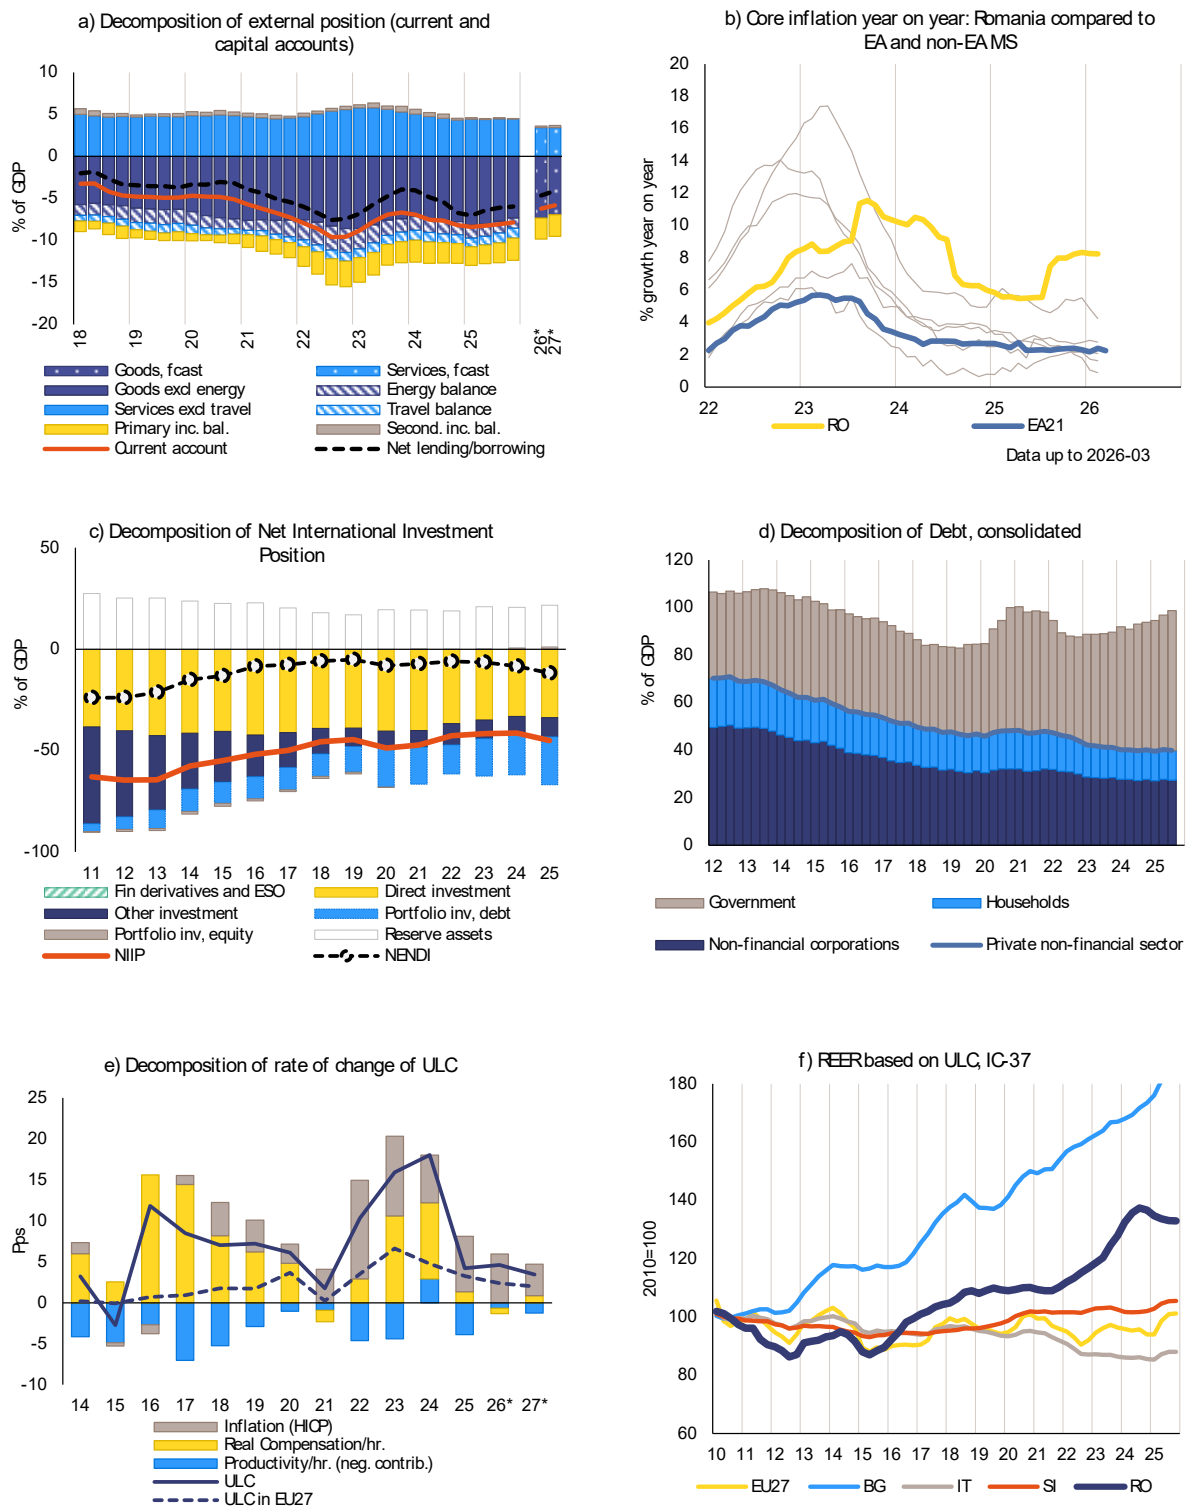 a) Decomposition of external position (current and
capital accounts)
% of GDP
10
5
0
-5
-10
-15
-20
18
19
20
21
22
23
24
25
26*
27*
Goods, fcast
Services, fcast
Goods excl energy
Energy balance
Services excl travel
Travel balance
Primary inc. bal.
Second. inc. bal.
Current account
Net lending/borrowing
b) Core inflation year on year: Romania compared to
EA and non-EA MS
% growth year on year
20
18
16
14
12
10
8
6
4
2
0
22
23
24
25
26
RO
EA21
Data up to 2026-03
c) Decomposition of Net International Investment
Position
% of GDP
50
0
-50
-100
11 12 13 14 15 16 17 18 19 20 21 22 23 24 25
Fin derivatives and ESO
Direct investment
Other investment
Portfolio inv, debt
Portfolio inv, equity
Reserve assets
NIIP
NENDI
d) Decomposition of Debt, consolidated
% of GDP
120
100
80
60
40
20
0
12 13 14 15 16 17 18 19 20 21 22 23 24 25
Government
Households
Non-financial corporations
Private non-financial sector
e) Decomposition of rate of change of ULC
Pps
25
20
15
10
5
0
-5
-10
14 15 16 17 18 19 20 21 22 23 24 25 26* 27*
Inflation (HICP)
Real Compensation/hr.
Productivity/hr. (neg. contrib.)
ULC
ULC in EU27
f) REER based on ULC, IC-37
2010=100
180
160
140
120
100
80
60
10 11 12 13 14 15 16 17 18 19 20 21 22 23 24 25
EU27
BG
IT
SI
RO